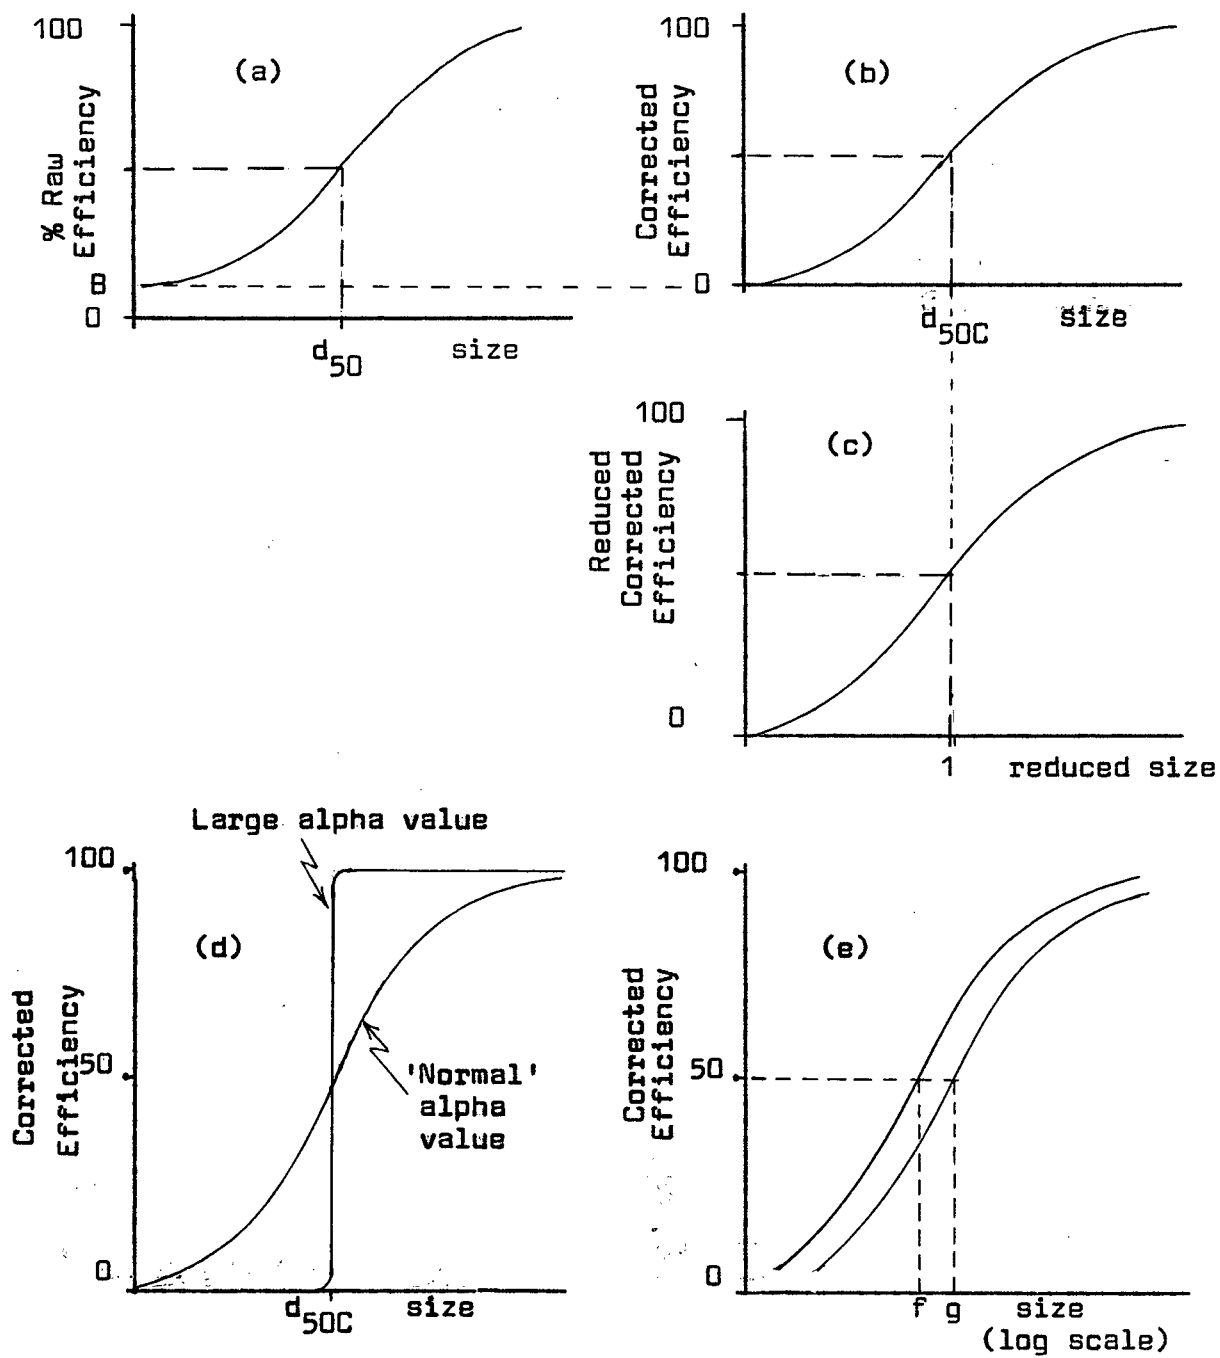 100
(a)
% Raw
Efficiency
B
0
d50
size
100
(b)
Corrected
Efficiency
0
d50C
size
100
(c)
Reduced
Corrected
Efficiency
0
1
reduced size
Large alpha value
100
(d)
Corrected
Efficiency
50
'Normal'
alpha
value
0
d50C
size
100
(e)
Corrected
Efficiency
50
0
f g
size
(log scale)